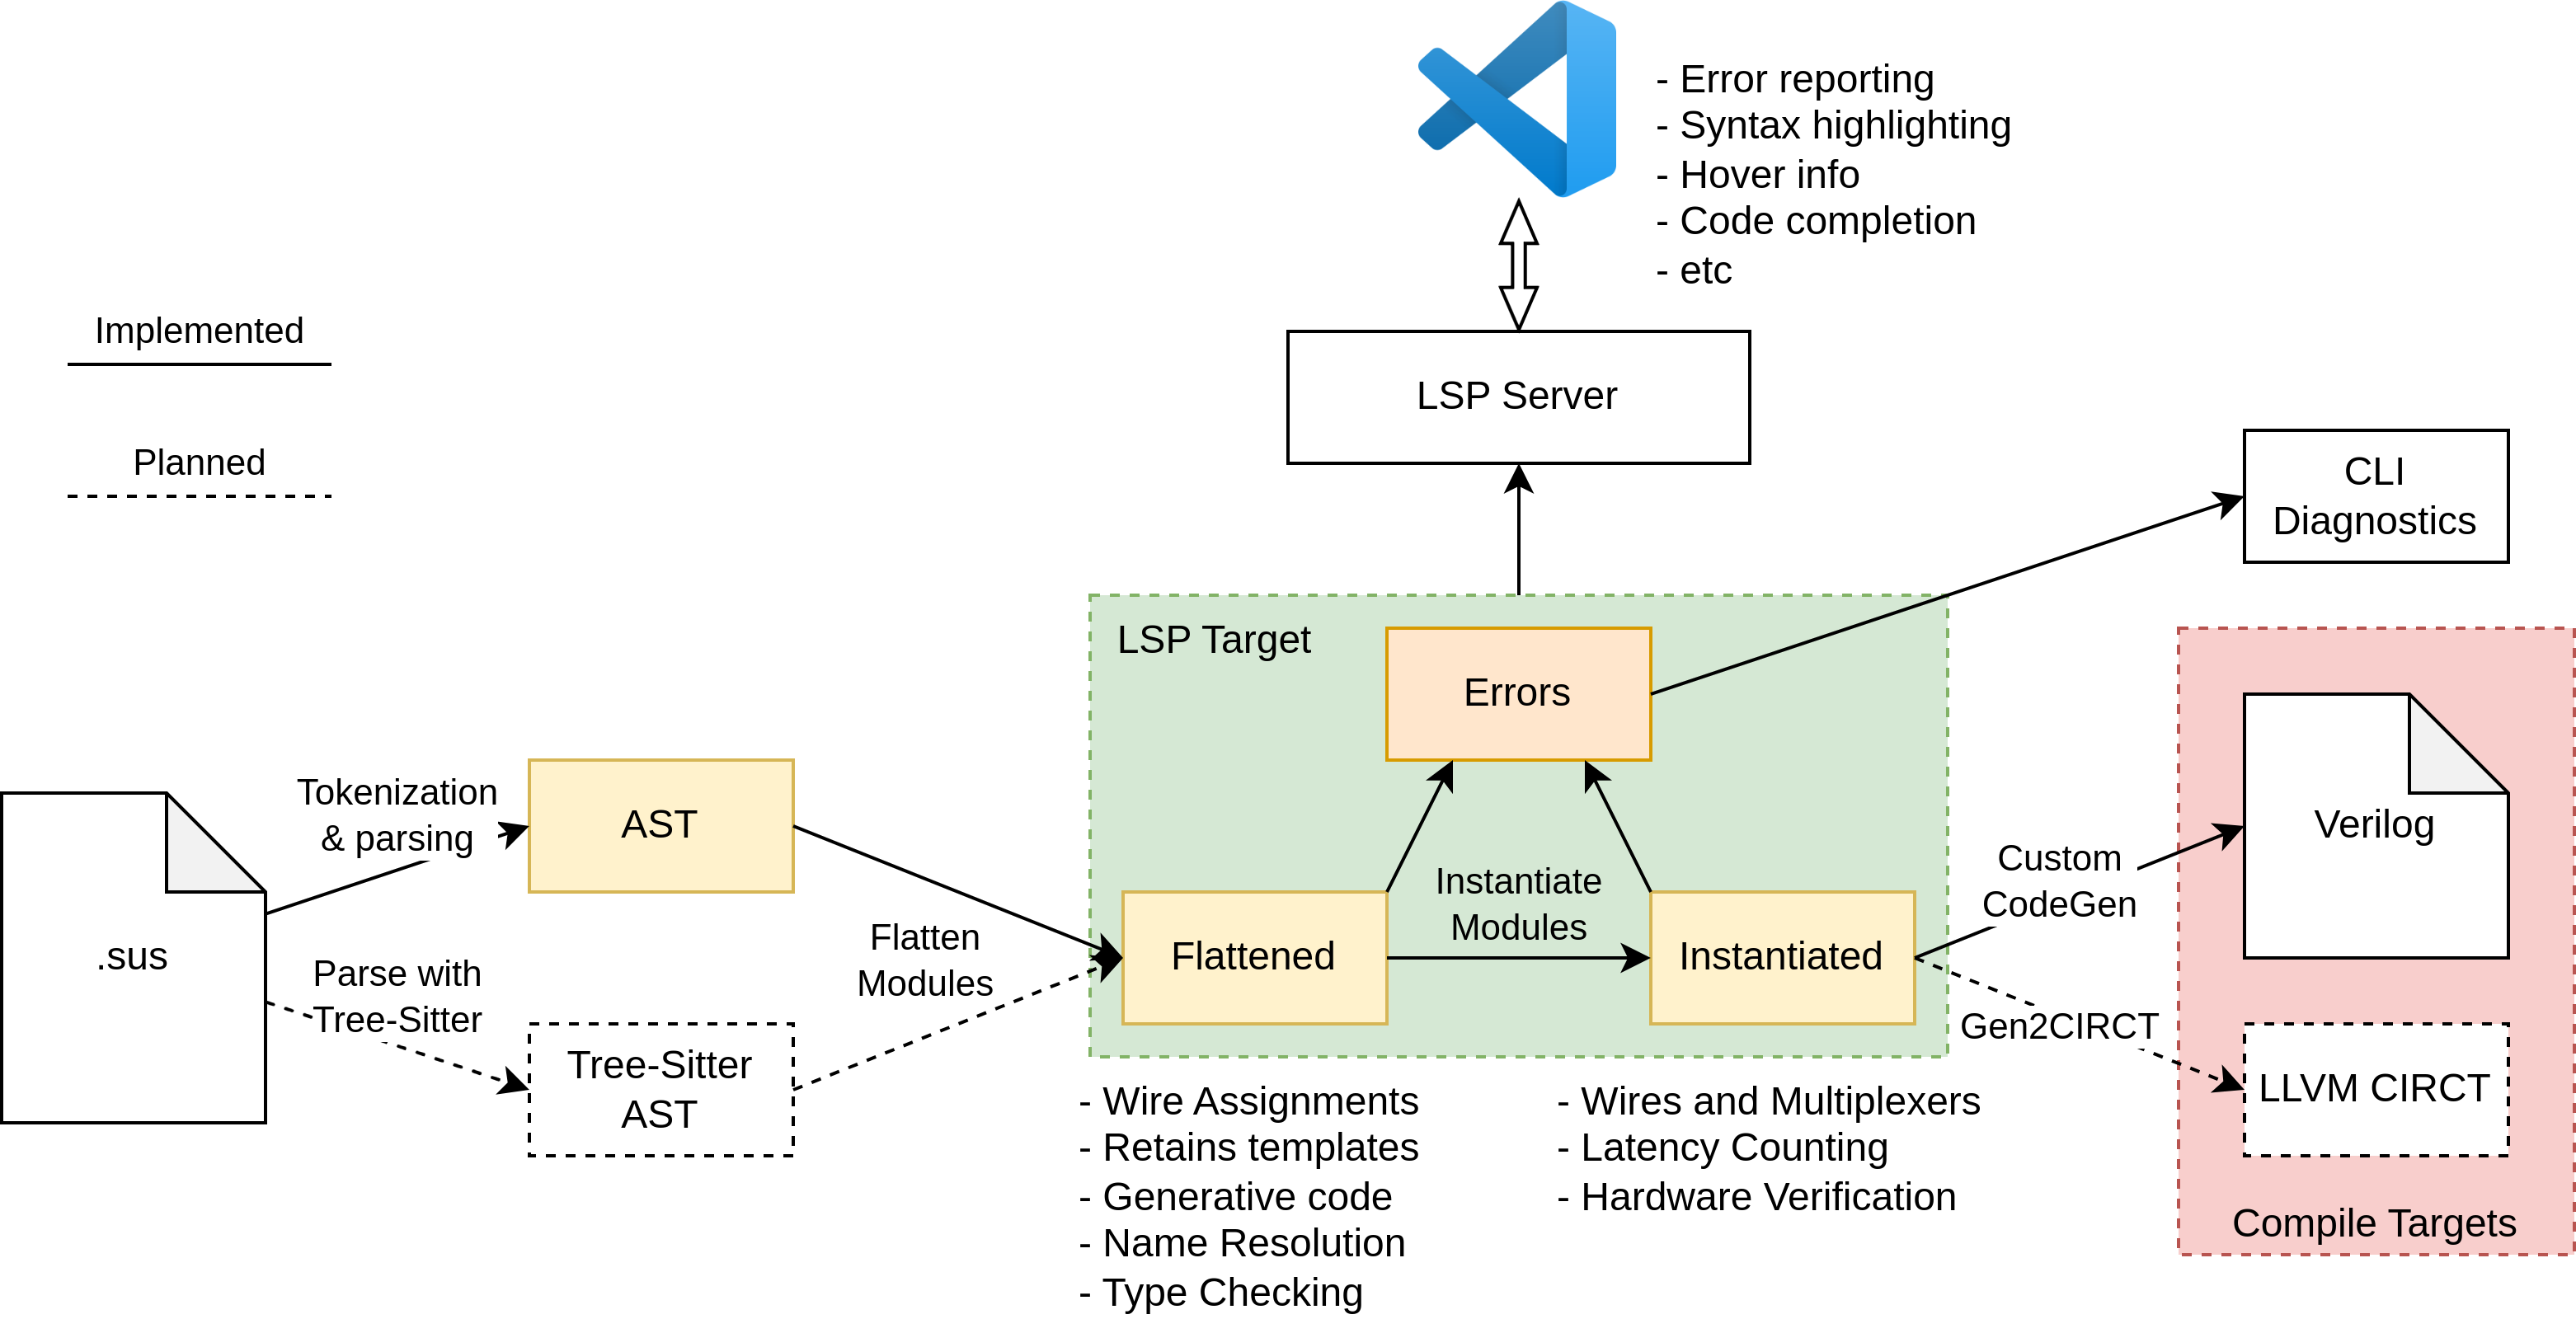 - Error reporting
- Syntax highlighting
- Hover info
- Code completion
- etc
Implemented
Planned
LSP Server
CLI
Diagnostics
LSP Target
Errors
Tokenization
& parsing
AST
.sus
Parse with
Tree-Sitter
Tree-Sitter
AST
Flatten
Modules
Flattened
Instantiate
Modules
Instantiated
Custom
CodeGen
Verilog
Gen2CIRCT
LLVM CIRCT
Compile Targets
- Wire Assignments
- Retains templates
- Generative code
- Name Resolution
- Type Checking
- Wires and Multiplexers
- Latency Counting
- Hardware Verification